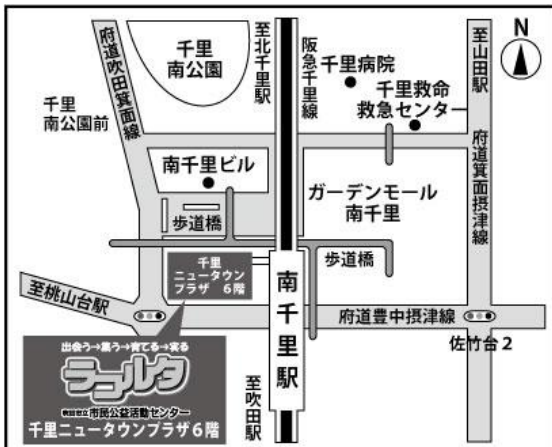 府道吹田箕面線
千里
南公園
至北千里駅
阪急千里線
千里病院
千里救命
救急センター
至山田駅
N
千里
南公園前
南千里ビル
ガーデンモール
南千里
府道箕面摂津線
歩道橋
歩道橋
千里
ニュータウン
プラザ 6階
至桃山台駅
南千里駅
府道豊中摂津線
佐竹台2
出会う→集う→育てる→実る
ラコルタ
吹田市立市民公益活動センター
千里ニュータウンプラザ6階
至吹田駅